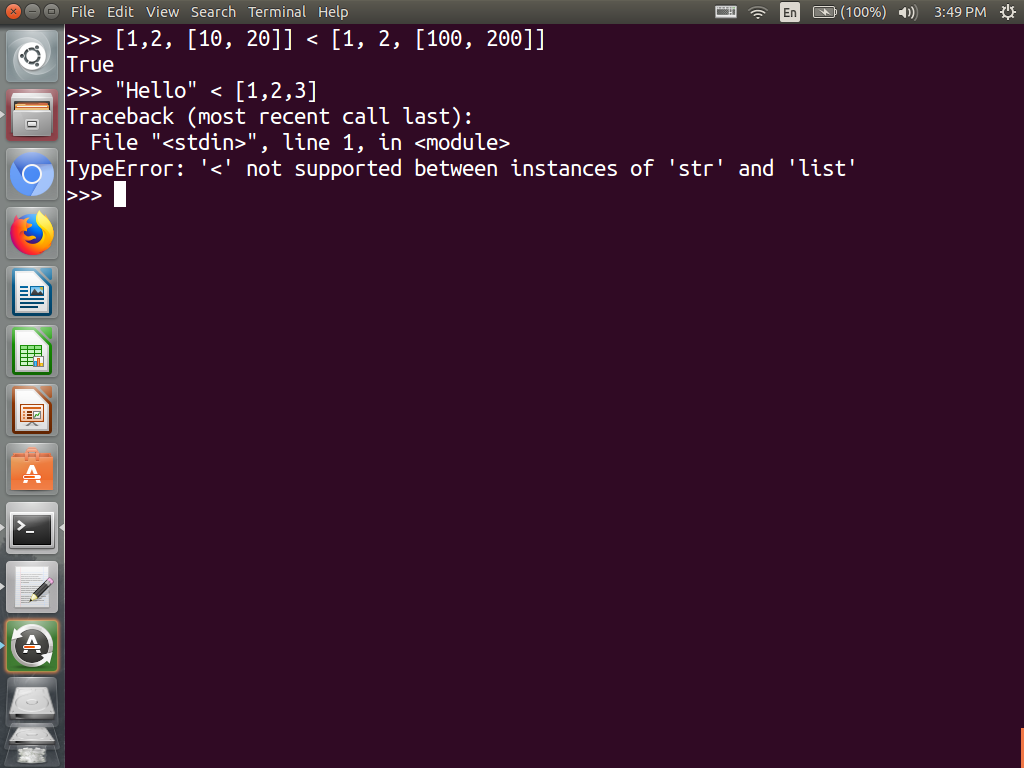 File Edit View Search Terminal Help En (100%) 3:49 PM
>>> [1,2, [10, 20]] < [1, 2, [100, 200]]
True
>>> "Hello" < [1,2,3]
Traceback (most recent call last):
  File "<stdin>", line 1, in <module>
TypeError: '<' not supported between instances of 'str' and 'list'
>>>